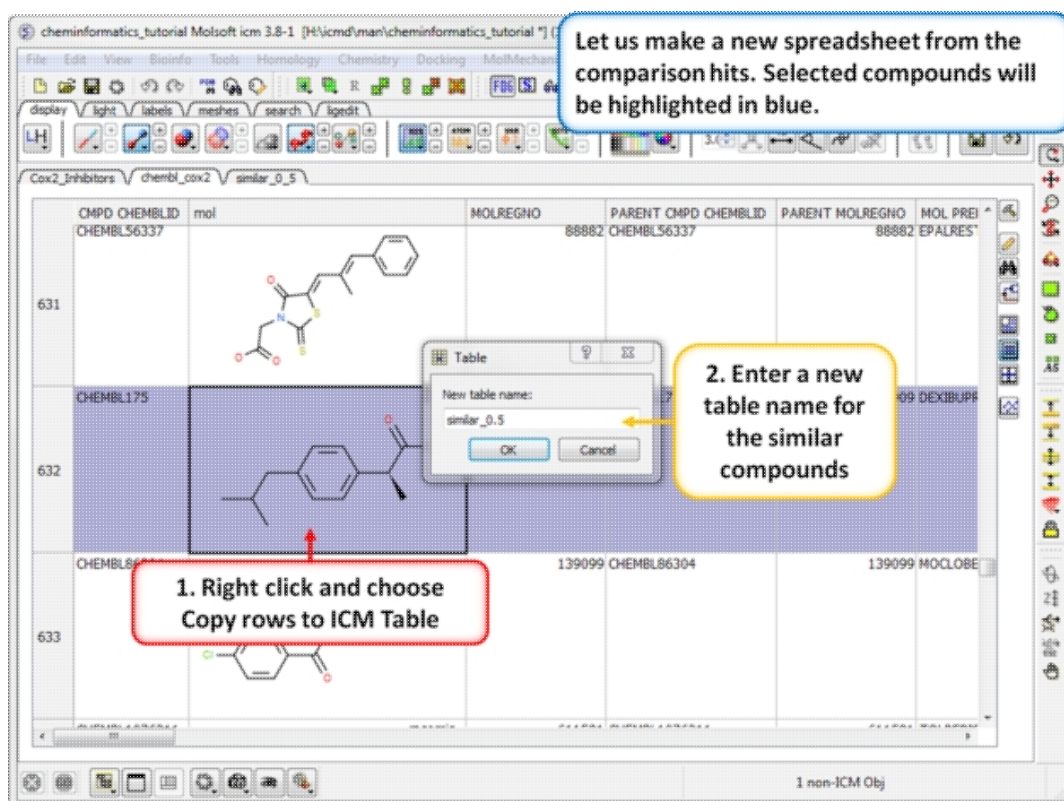 cheminformatics_tutorial Molsoft icm 3.8-1 [H:\icmd\man\cheminformatics_tutorial *] (
Let us make a new spreadsheet from the
comparison hits. Selected compounds will
be highlighted in blue.
File Edit View Bioinfo Tools Homology Chemistry Docking MolMechan
display light labels meshes search ligedit
Cox2_Inhibitors chembl_cox2 similar_0_5
CMPD CHEMBLID mol MOLREGNO PARENT CMPD CHEMBLID PARENT MOLREGNO MOL PREI
631 CHEMBL56337 88882 CHEMBL56337 88882 EPALRES
O N S S O O
Table
New table name:
similar_0.5
OK Cancel
2. Enter a new
table name for
the similar
compounds
632 CHEMBL175 09 DEXIBUPR
1. Right click and choose
Copy rows to ICM Table
633 139099 CHEMBL86304 139099 MOCLOBE
Cl O
1 non-ICM Obj